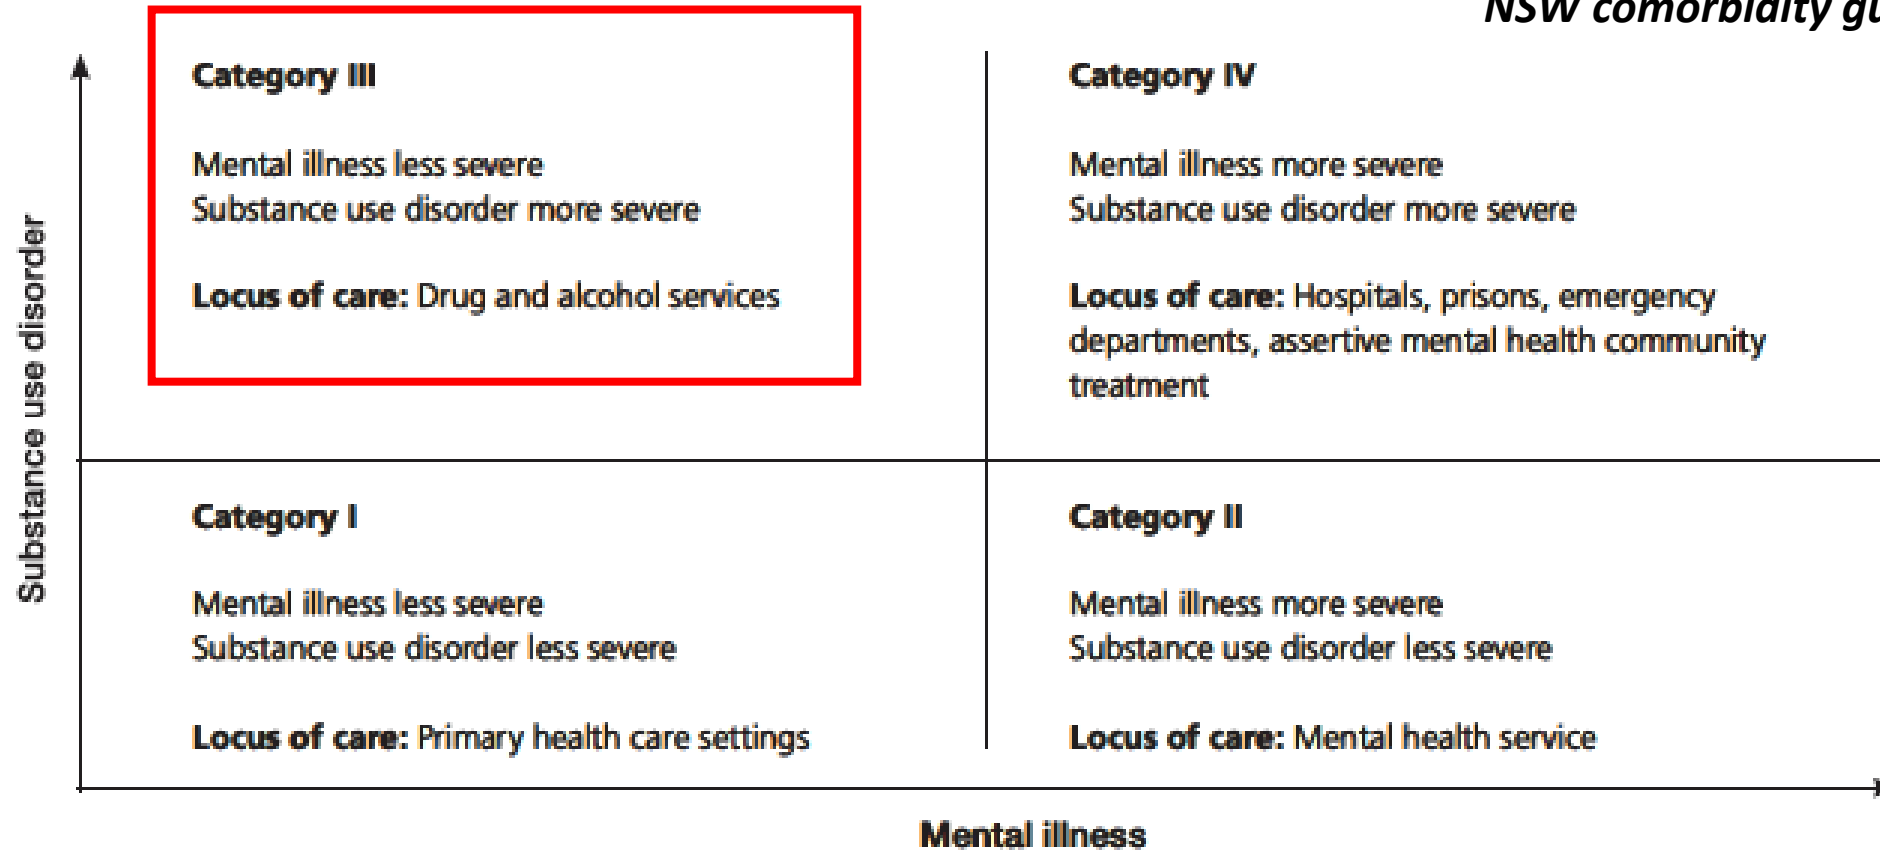 NSW comorbidity gu
Category III
Mental illness less severe
Substance use disorder more severe
Locus of care: Drug and alcohol services
Category IV
Mental illness more severe
Substance use disorder more severe
Locus of care: Hospitals, prisons, emergency
departments, assertive mental health community
treatment
Substance use disorder
Category I
Mental illness less severe
Substance use disorder less severe
Locus of care: Primary health care settings
Category II
Mental illness more severe
Substance use disorder less severe
Locus of care: Mental health service
Mental illness